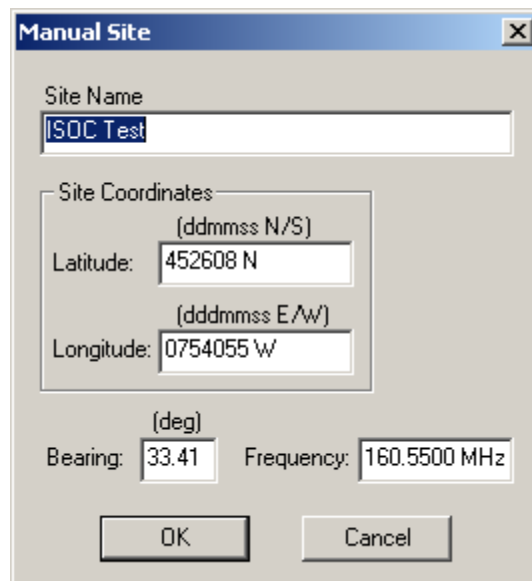 Manual Site
Site Name
ISOC Test
Site Coordinates
(ddmmss N/S)
Latitude: 452608 N
(dddmmss E/W)
Longitude: 0754055 W
(deg)
Bearing: 33.41 Frequency: 160.5500 MHz
OK Cancel